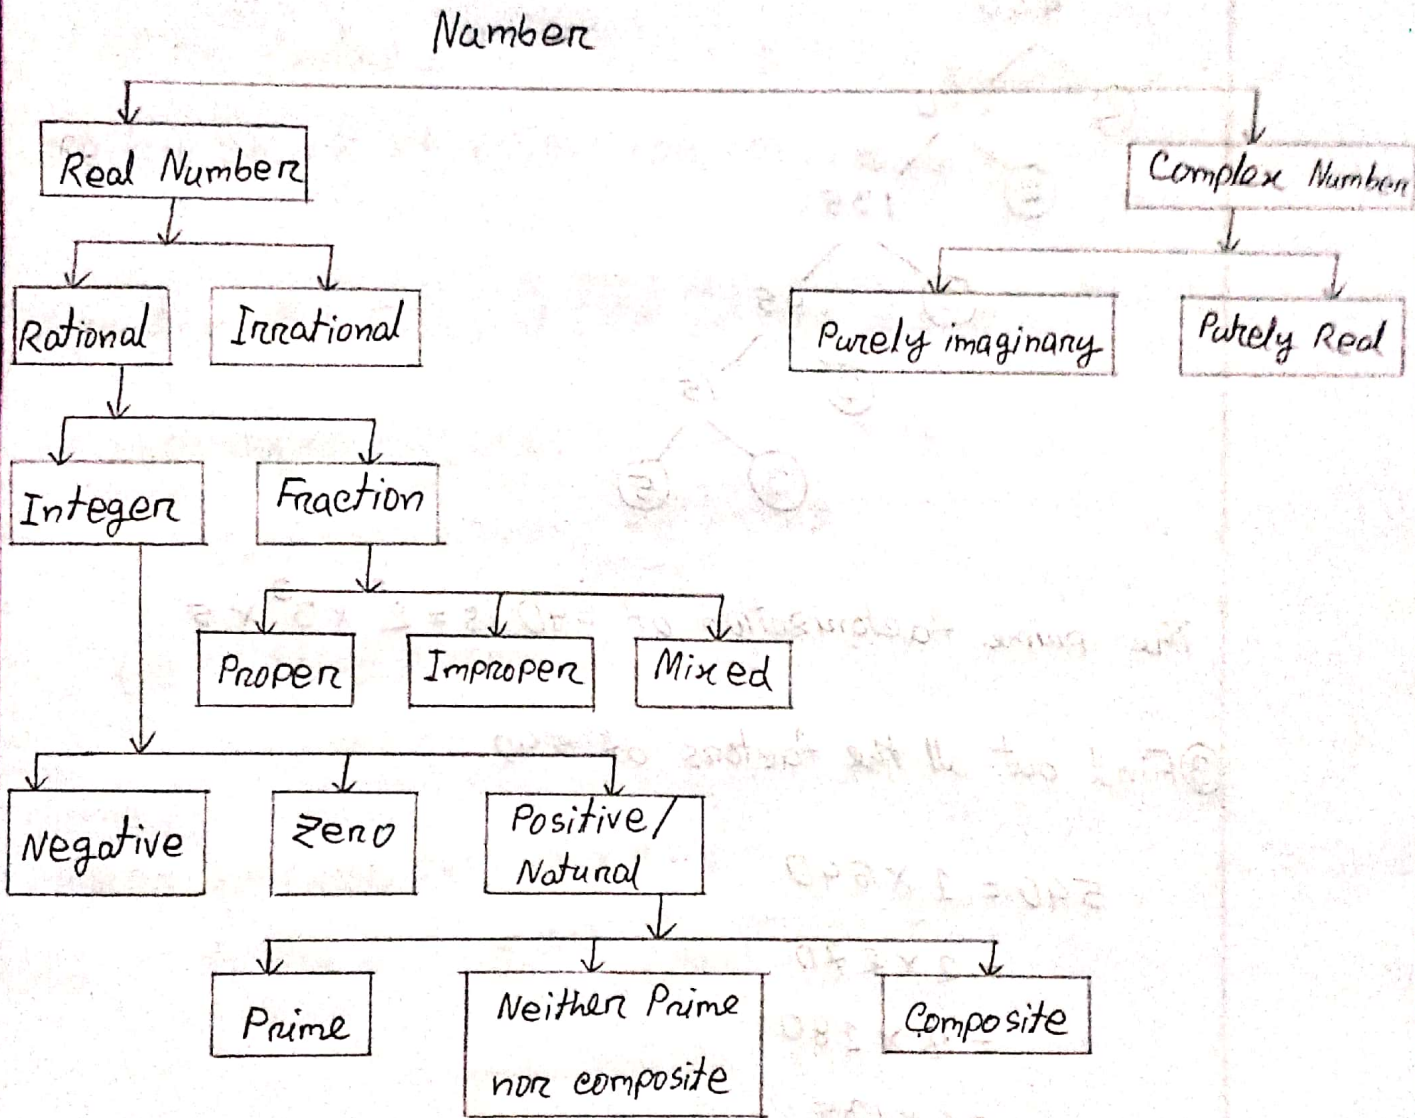 Number
Real Number
Complex Number
Rational
Irrational
Purely imaginary
Purely Real
Integer
Fraction
Proper
Improper
Mixed
Negative
Zero
Positive/
Natural
Prime
Neither Prime
nor composite
Composite